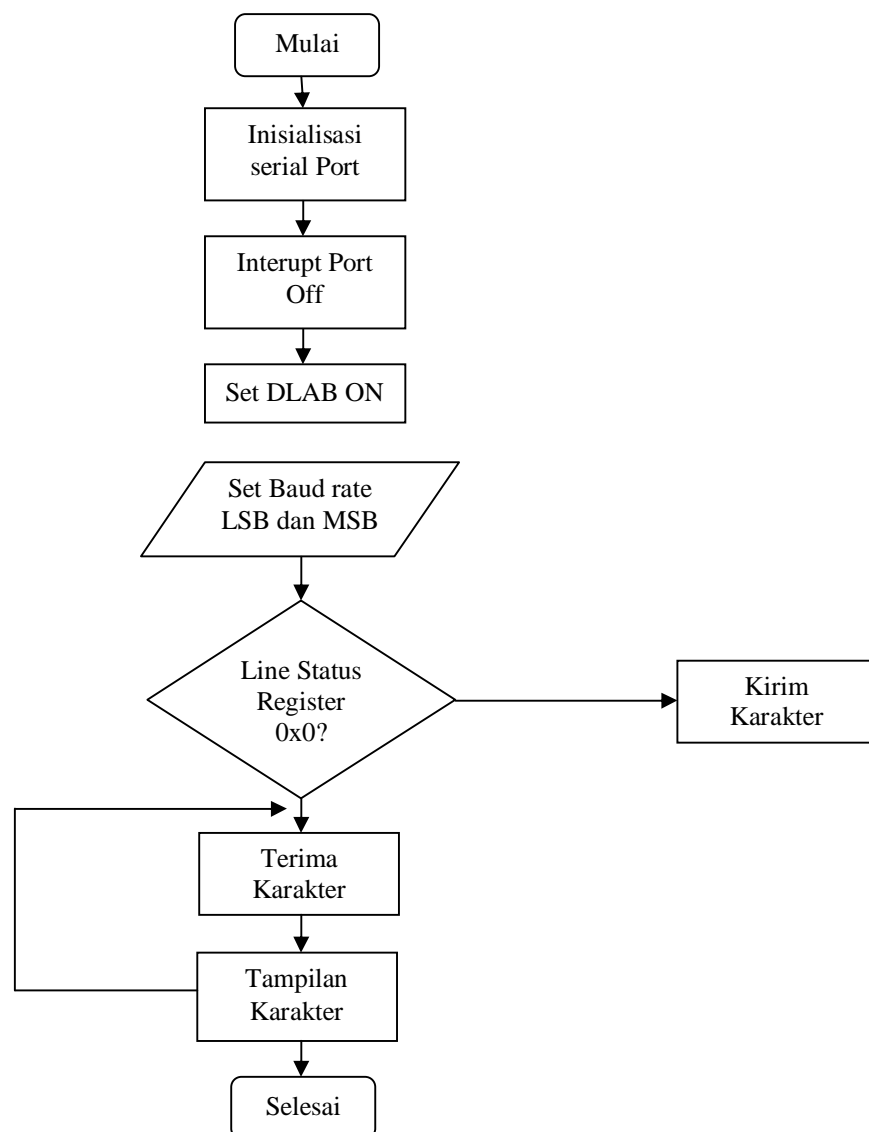 Mulai
Inisialisasi
serial Port
Interupt Port
Off
Set DLAB ON
Set Baud rate
LSB dan MSB
Line Status
Register
0x0?
Kirim
Karakter
Terima
Karakter
Tampilan
Karakter
Selesai